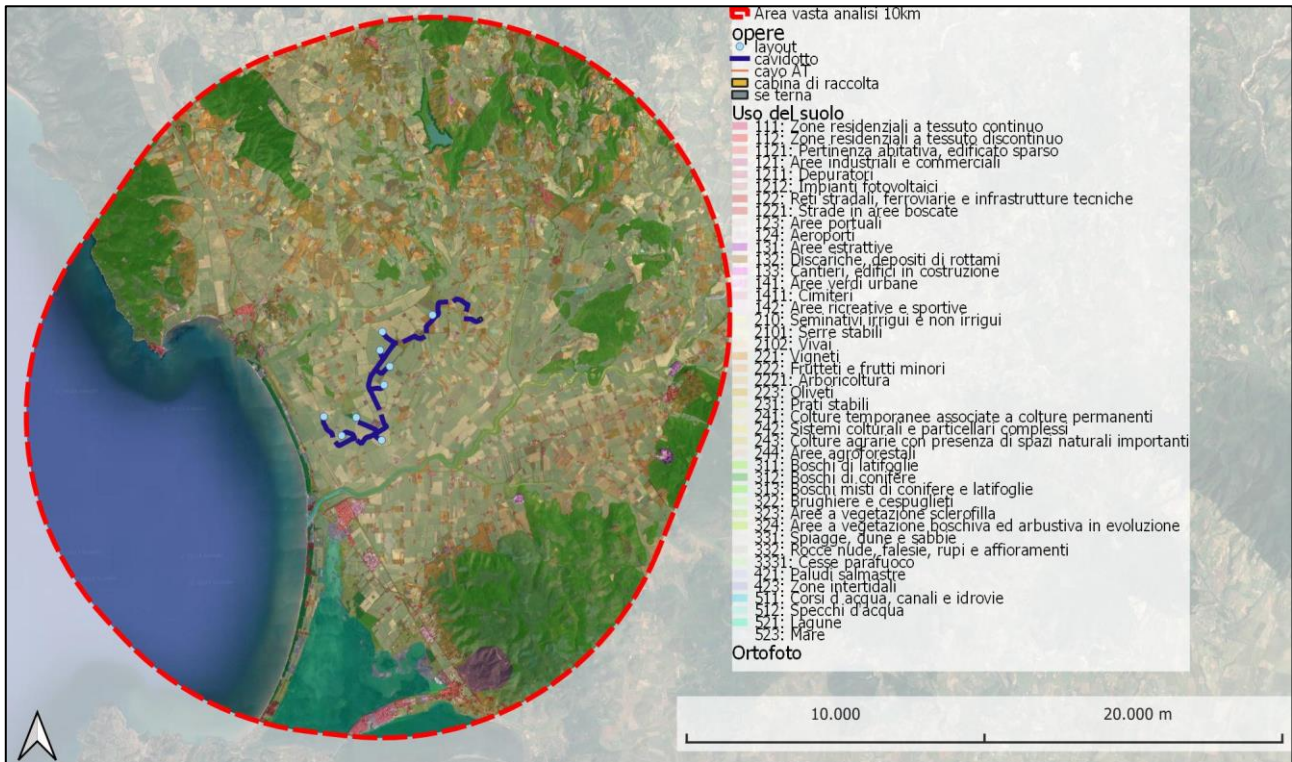 Area vasta analisi 10km
opere
layout
cavidotto
cavo AT
cabina di raccolta
se terna
Uso del suolo
111: Zone residenziali a tessuto continuo
112: Zone residenziali a tessuto discontinuo
1121: Pertinenza abitativa, edificato sparso
121: Aree industriali e commerciali
1211: Depuratori
1212: Impianti fotovoltaici
122: Reti stradali, ferroviarie e infrastrutture tecniche
1221: Strade in aree boscate
123: Aree portuali
124: Aeroporti
131: Aree estrattive
132: Discariche, depositi di rottami
133: Cantieri, edifici in costruzione
141: Aree verdi urbane
1411: Cimiteri
142: Aree ricreative e sportive
210: Seminativi irrigui e non irrigui
2101: Serre stabili
2102: Vivai
221: Vigneti
222: Frutteti e frutti minori
2221: Arboricoltura
223: Oliveti
231: Prati stabili
241: Colture temporanee associate a colture permanenti
242: Sistemi colturali e particellari complessi
243: Colture agrarie con presenza di spazi naturali importanti
244: Aree agroforestali
311: Boschi di latifoglie
312: Boschi di conifere
313: Boschi misti di conifere e latifoglie
322: Brughiere e cespuglieti
323: Aree a vegetazione sclerofilla
324: Aree a vegetazione boschiva ed arbustiva in evoluzione
331: Spiagge, dune e sabbie
332: Rocce nude, falesie, rupi e affioramenti
3331: Cesse parafuoco
421: Paludi salmastre
423: Zone intertidali
511: Corsi d'acqua, canali e idrovie
512: Specchi d'acqua
521: Lagune
523: Mare
Ortofoto
10.000 20.000 m